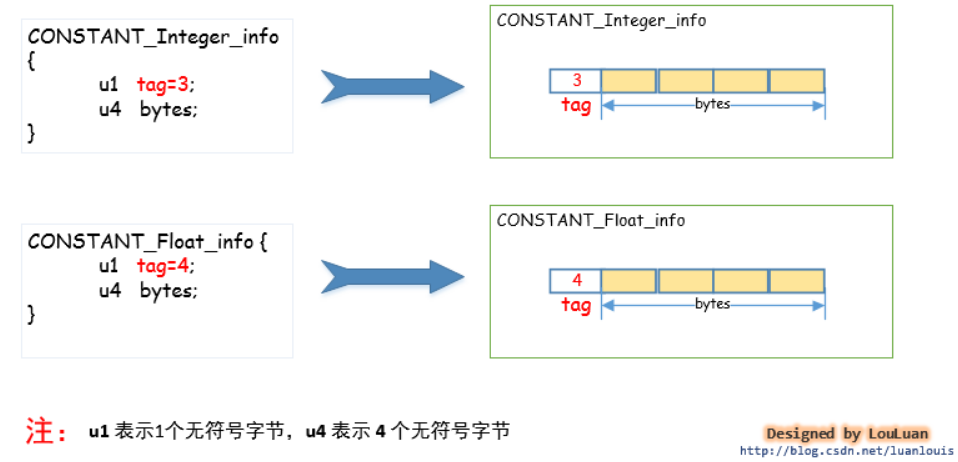 CONSTANT_Integer_info
{
u1 tag=3;
u4 bytes;
}
CONSTANT_Integer_info
3
tag
bytes
CONSTANT_Float_info {
u1 tag=4;
u4 bytes;
}
CONSTANT_Float_info
4
tag
bytes
注： u1 表示1个无符号字节，u4 表示 4 个无符号字节
Designed by LouLuan
http://blog.csdn.net/luanlouis